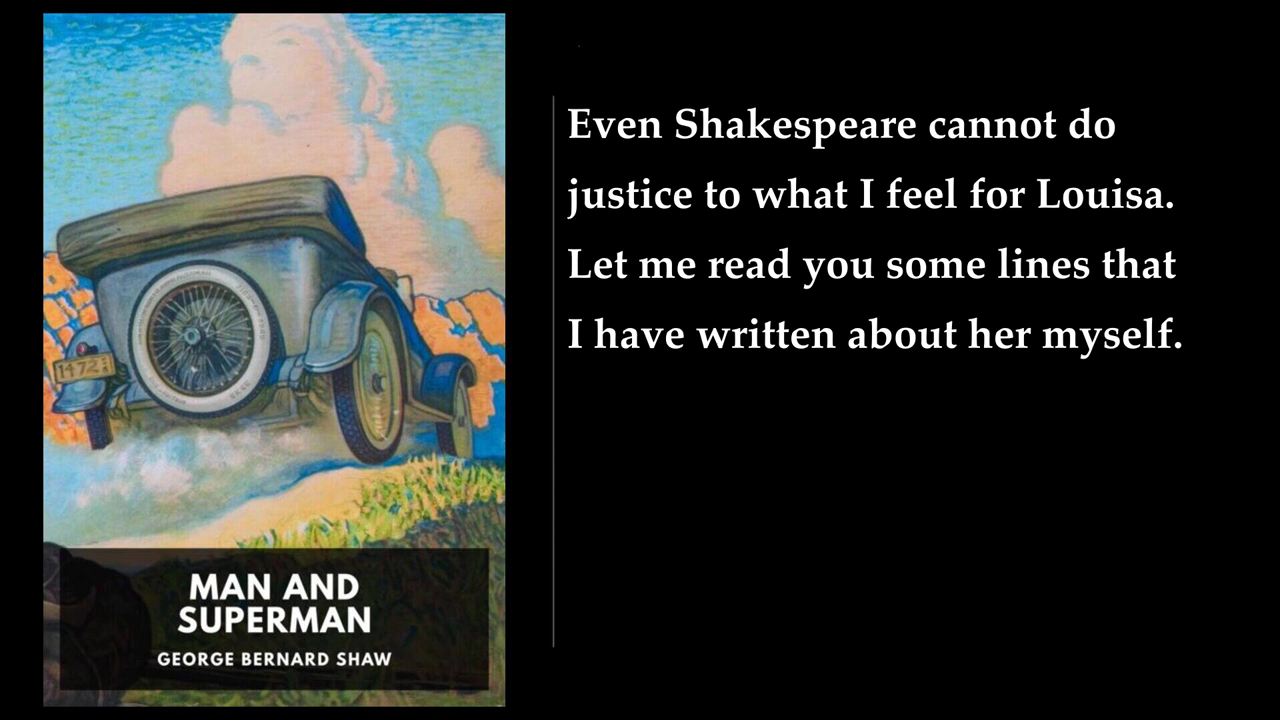 Even Shakespeare cannot do
justice to what I feel for Louisa.
Let me read you some lines that
I have written about her myself.
1472
MAN AND
SUPERMAN
GEORGE BERNARD SHAW